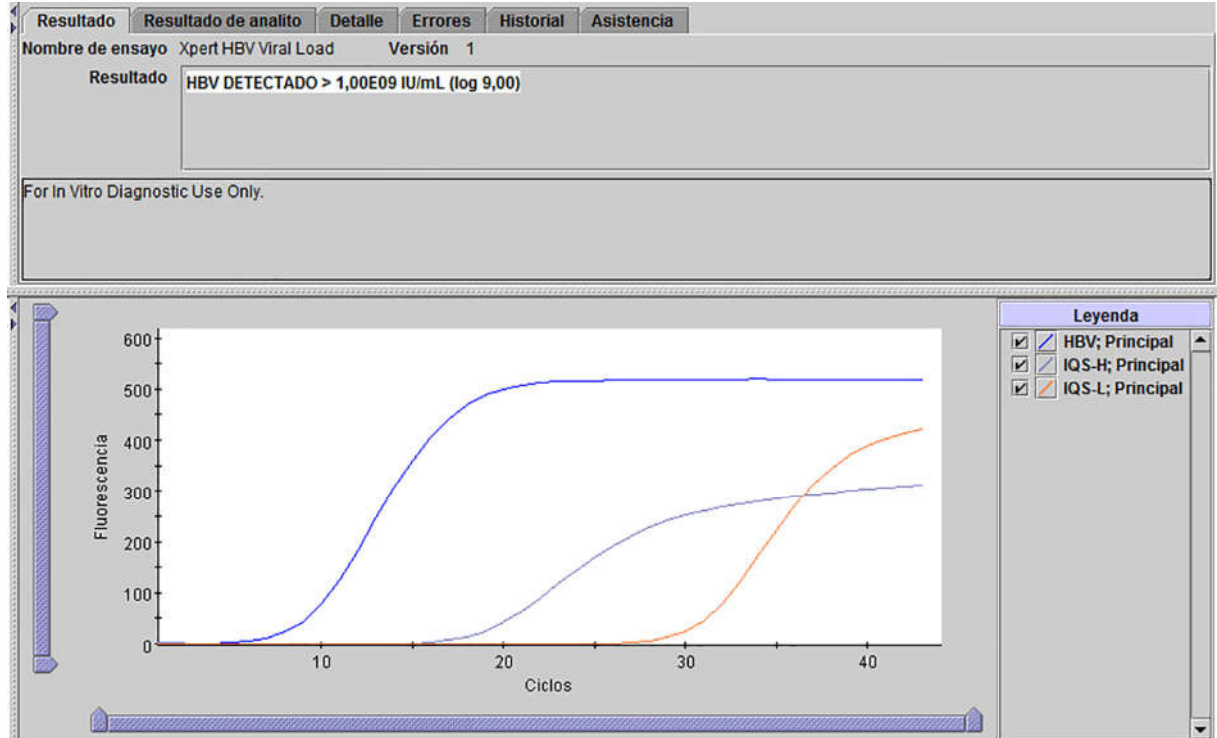 Resultado Resultado de analito Detalle Errores Historial Asistencia
Nombre de ensayo Xpert HBV Viral Load Versión 1
Resultado HBV DETECTADO > 1,00E09 IU/mL (log 9,00)
For In Vitro Diagnostic Use Only.
Leyenda
HBV; Principal
IQS-H; Principal
IQS-L; Principal
Fluorescencia
600
500
400
300
200
100
0
10 20 30 40
Ciclos